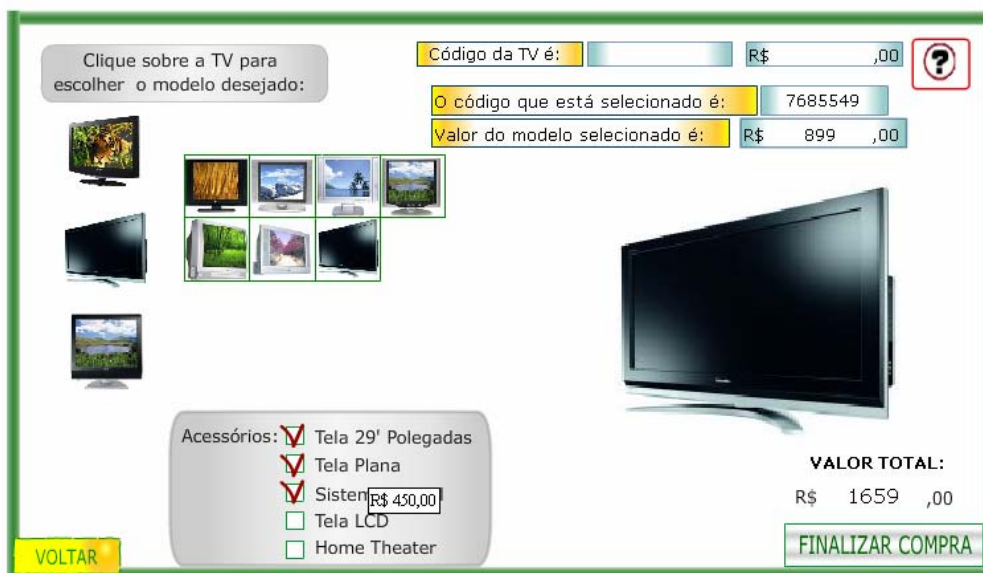 Clique sobre a TV para
escolher o modelo desejado:
Código da TV é: R$ ,00
?
O código que está selecionado é: 7685549
Valor do modelo selecionado é: R$ 899 ,00
Acessórios: Tela 29' Polegadas
Tela Plana
R$ 450,00
Tela LCD
Home Theater
VALOR TOTAL:
R$ 1659 ,00
VOLTAR
FINALIZAR COMPRA